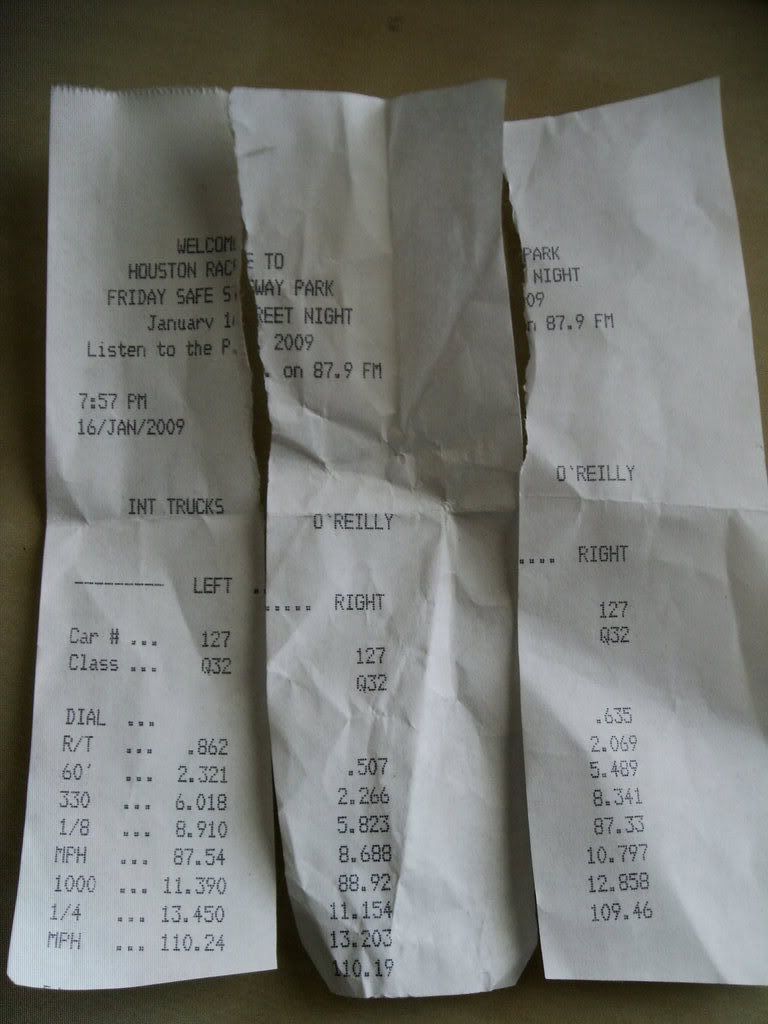 WELCOM
HOUSTON RAC
FRIDAY SAFE S
January 1
Listen to the P.
7:57 PM
16/JAN/2009
INT TRUCKS
--------- LEFT
Car # ... 127
Class ... Q32
DIAL ...
R/T ... .862
60' ... 2.321
330 ... 6.018
1/8 ... 8.910
MPH ... 87.54
1000 ... 11.390
1/4 ... 13.450
MPH ... 110.24
E TO
WAY PARK
REET NIGHT
2009
. on 87.9 FM
O'REILLY
..... RIGHT
127
Q32
.507
2.266
5.823
8.688
88.92
11.154
13.203
110.19
PARK
NIGHT
09
n 87.9 FM
O'REILLY
.... RIGHT
127
Q32
.635
2.069
5.489
8.341
87.33
10.797
12.858
109.46